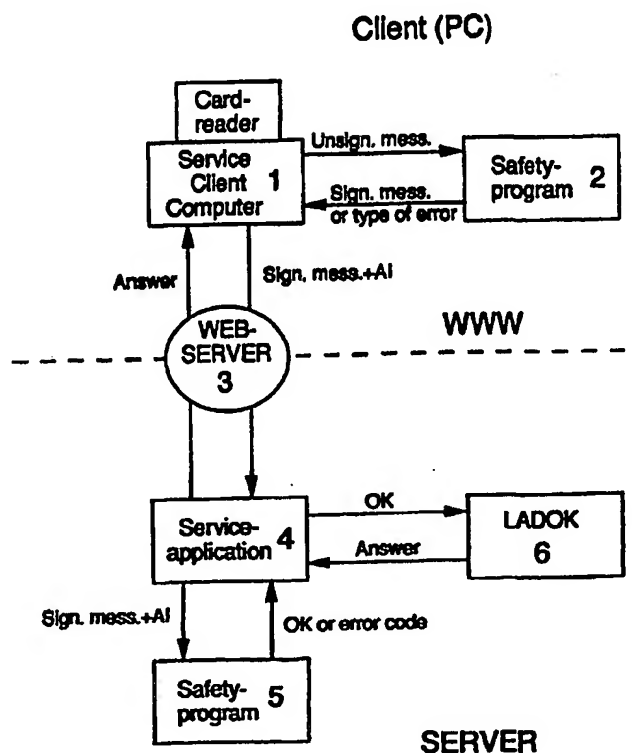 Client (PC)
Card-
reader
Service
Client
Computer
1
Unsign. mess.
Sign. mess.
or type of error
Safety-
program
2
Answer
Sign. mess.+AI
WWW
WEB-
SERVER
3
Service-
application
4
OK
Answer
LADOK
6
Sign. mess.+AI
OK or error code
Safety-
program
5
SERVER